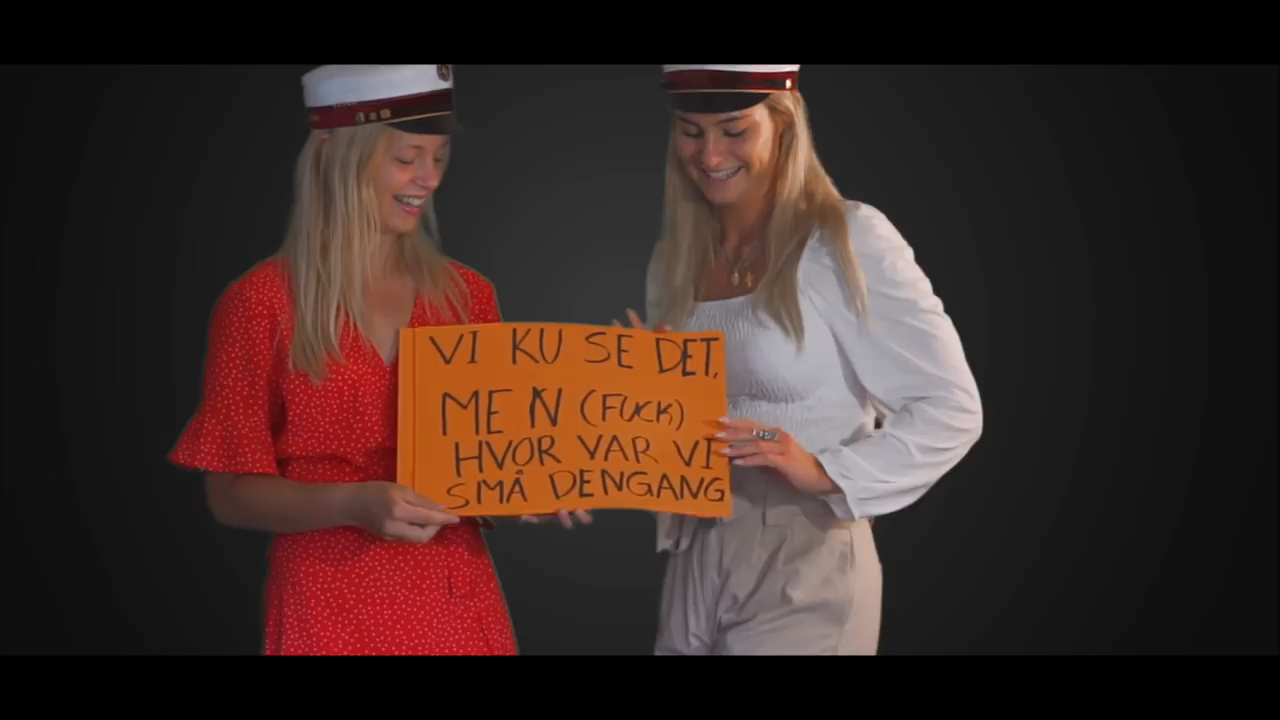 VI KU SE DET,
MEN (FUCK)
HVOR VAR VI
SMÅ DENGANG